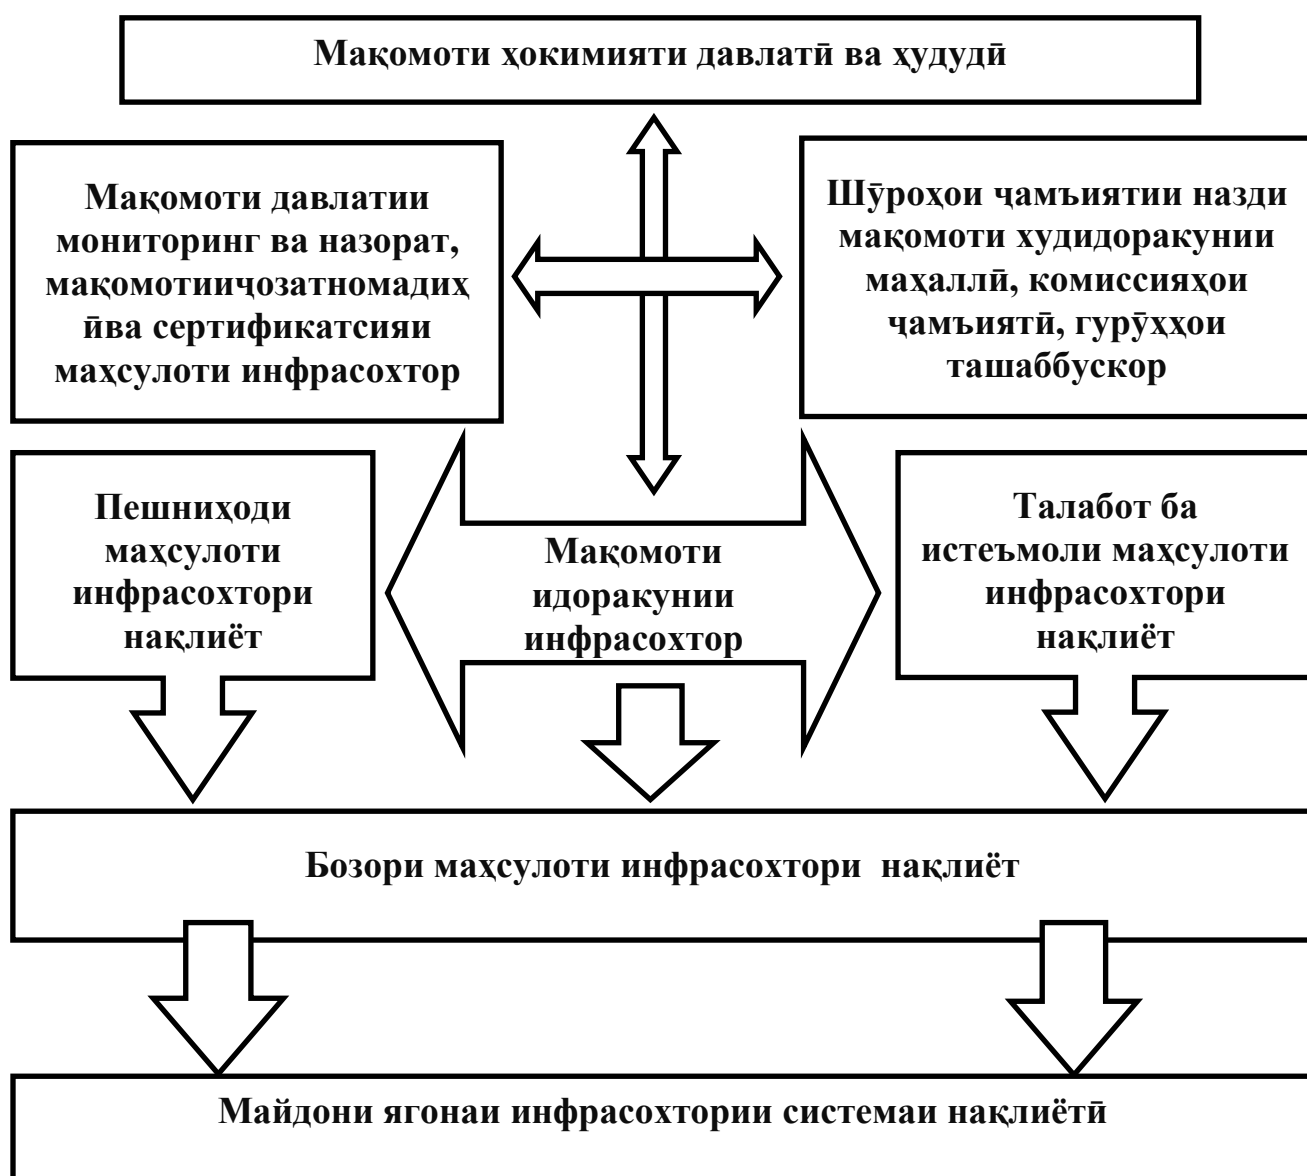 Мақомоти ҳокимияти давлатӣ ва ҳудудӣ
Мақомоти давлатии
мониторинг ва назорат,
мақомотииҷозатномадиҳ
ӣва сертификатсияи
маҳсулоти инфрасохтор
Шӯроҳои ҷамъиятии назди
мақомоти худидоракунии
маҳаллӣ, комиссияҳои
ҷамъиятӣ, гурӯҳҳои
ташаббускор
Пешниҳоди
маҳсулоти
инфрасохтори
нақлиёт
Мақомоти
идоракунии
инфрасохтор
Талабот ба
истеъмоли маҳсулоти
инфрасохтори
нақлиёт
Бозори маҳсулоти инфрасохтори нақлиёт
Майдони ягонаи инфрасохтории системаи нақлиётӣ